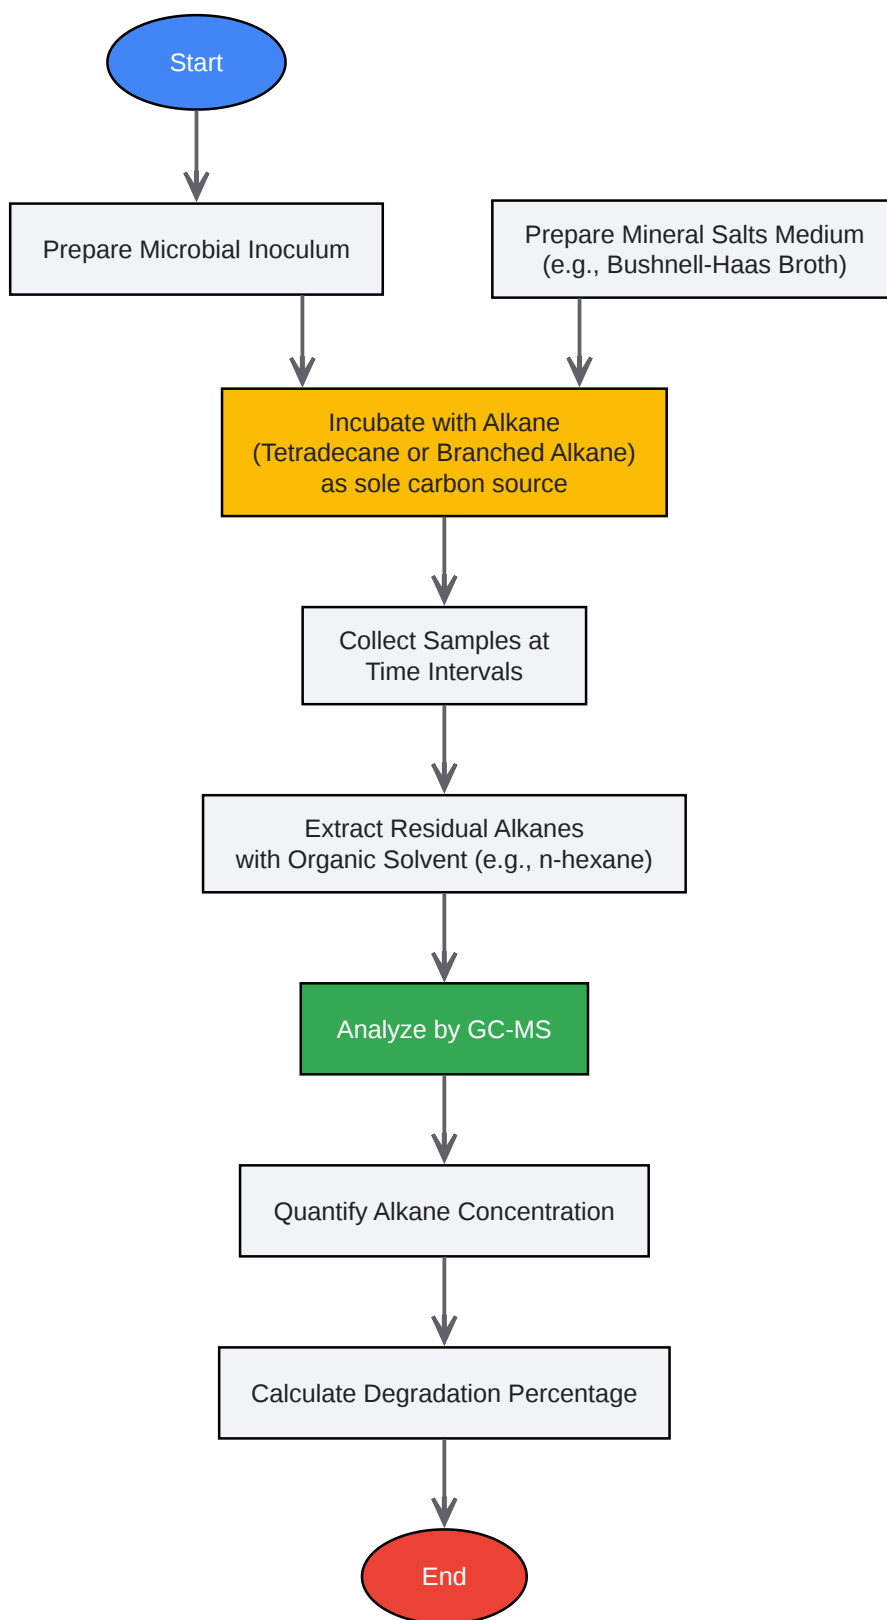 Start
Prepare Microbial Inoculum
Prepare Mineral Salts Medium
(e.g., Bushnell-Haas Broth)
Incubate with Alkane
(Tetradecane or Branched Alkane)
as sole carbon source
Collect Samples at
Time Intervals
Extract Residual Alkanes
with Organic Solvent (e.g., n-hexane)
Analyze by GC-MS
Quantify Alkane Concentration
Calculate Degradation Percentage
End